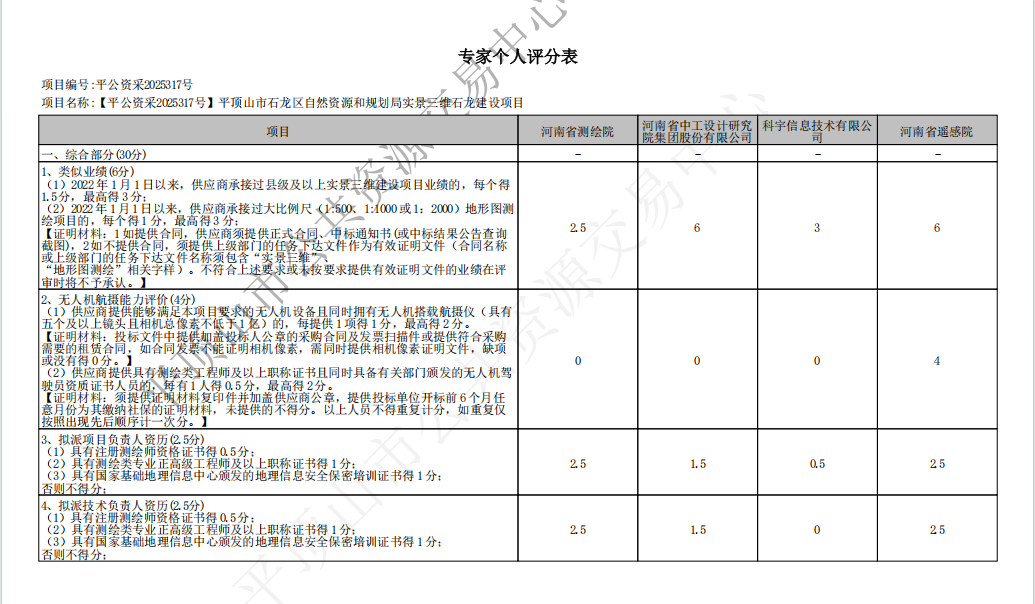 专家个人评分表
项目编号:平公资采2025317号
项目名称:【平公资采2025317号】平顶山市石龙区自然资源和规划局实景三维石龙建设项目
项目 河南省测绘院 河南省中工设计研究院集团股份有限公司 科宇信息技术有限公司 河南省遥感院
一、综合部分(30分) － － － －
1、类似业绩(6分)
（1）2022年1月1日以来，供应商承接过县级及以上实景三维建设项目业绩的，每个得
1.5分，最高得3分；
（2）2022年1月1日以来，供应商承接过大比例尺（1:500、1:1000或1：2000）地形图测
绘项目的，每个得1分，最高得3分；
【证明材料：1如提供合同，供应商须提供正式合同、中标通知书(或中标结果公告查询
截图)，2如不提供合同，须提供上级部门的任务下达文件作为有效证明文件（合同名称
或上级部门的任务下达文件名称须包含“实景三维”、
“地形图测绘”相关字样）。不符合上述要求或未按要求提供有效证明文件的业绩在评
审时将不予承认。】
2.5 6 3 6
2、无人机航摄能力评价(4分)
（1）供应商提供能够满足本项目要求的无人机设备且同时拥有无人机搭载航摄仪（具有
五个及以上镜头且相机总像素不低于1亿）的，每提供1项得1分，最高得2分。
【证明材料：投标文件中提供加盖投标人公章的采购合同及发票扫描件或提供符合采购
需要的租赁合同，如合同发票不能证明相机像素，需同时提供相机像素证明文件，缺项
或没有得0分。】
（2）供应商提供具有测绘类工程师及以上职称证书且同时具备有关部门颁发的无人机驾
驶员资质证书人员的，每有1人得0.5分，最高得2分。
【证明材料：须提供证明材料复印件并加盖供应商公章，提供投标单位开标前6个月任
意月份为其缴纳社保的证明材料，未提供的不得分。以上人员不得重复计分，如重复仅
按照出现先后顺序计一次分。】
0 0 0 4
3、拟派项目负责人资历(2.5分)
（1）具有注册测绘师资格证书得0.5分；
（2）具有测绘类专业正高级工程师及以上职称证书得1分；
（3）具有国家基础地理信息中心颁发的地理信息安全保密培训证书得1分；
否则不得分；
2.5 1.5 0.5 2.5
4、拟派技术负责人资历(2.5分)
（1）具有注册测绘师资格证书得0.5分；
（2）具有测绘类专业正高级工程师及以上职称证书得1分；
（3）具有国家基础地理信息中心颁发的地理信息安全保密培训证书得1分；
否则不得分；
2.5 1.5 0 2.5
平顶山市公共资源交易中心
平顶山市公共资源交易中心